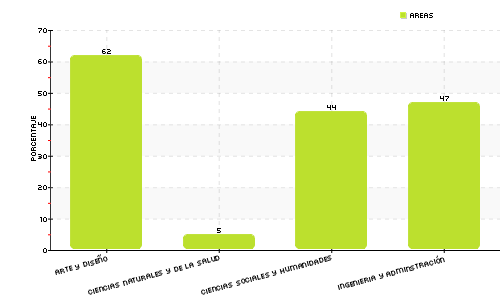 AREAS
70
60
50
40
30
20
10
0
PORCENTAJE
62
5
44
47
ARTE Y DISEÑO
CIENCIAS NATURALES Y DE LA SALUD
CIENCIAS SOCIALES Y HUMANIDADES
INGENIERIA Y ADMINSTRACIÓN